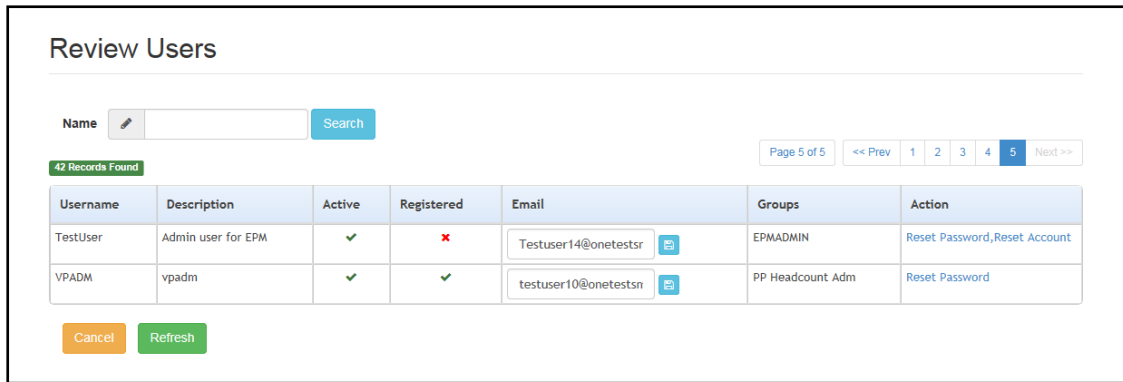 Review Users
Name Search
Page 5 of 5 << Prev 1 2 3 4 5 Next >>
42 Records Found
Username Description Active Registered Email Groups Action
TestUser Admin user for EPM Testuser14@onetestsr EPMADMIN Reset Password,Reset Account
VPADM vpadm testuser10@onetestsn PP Headcount Adm Reset Password
Cancel Refresh